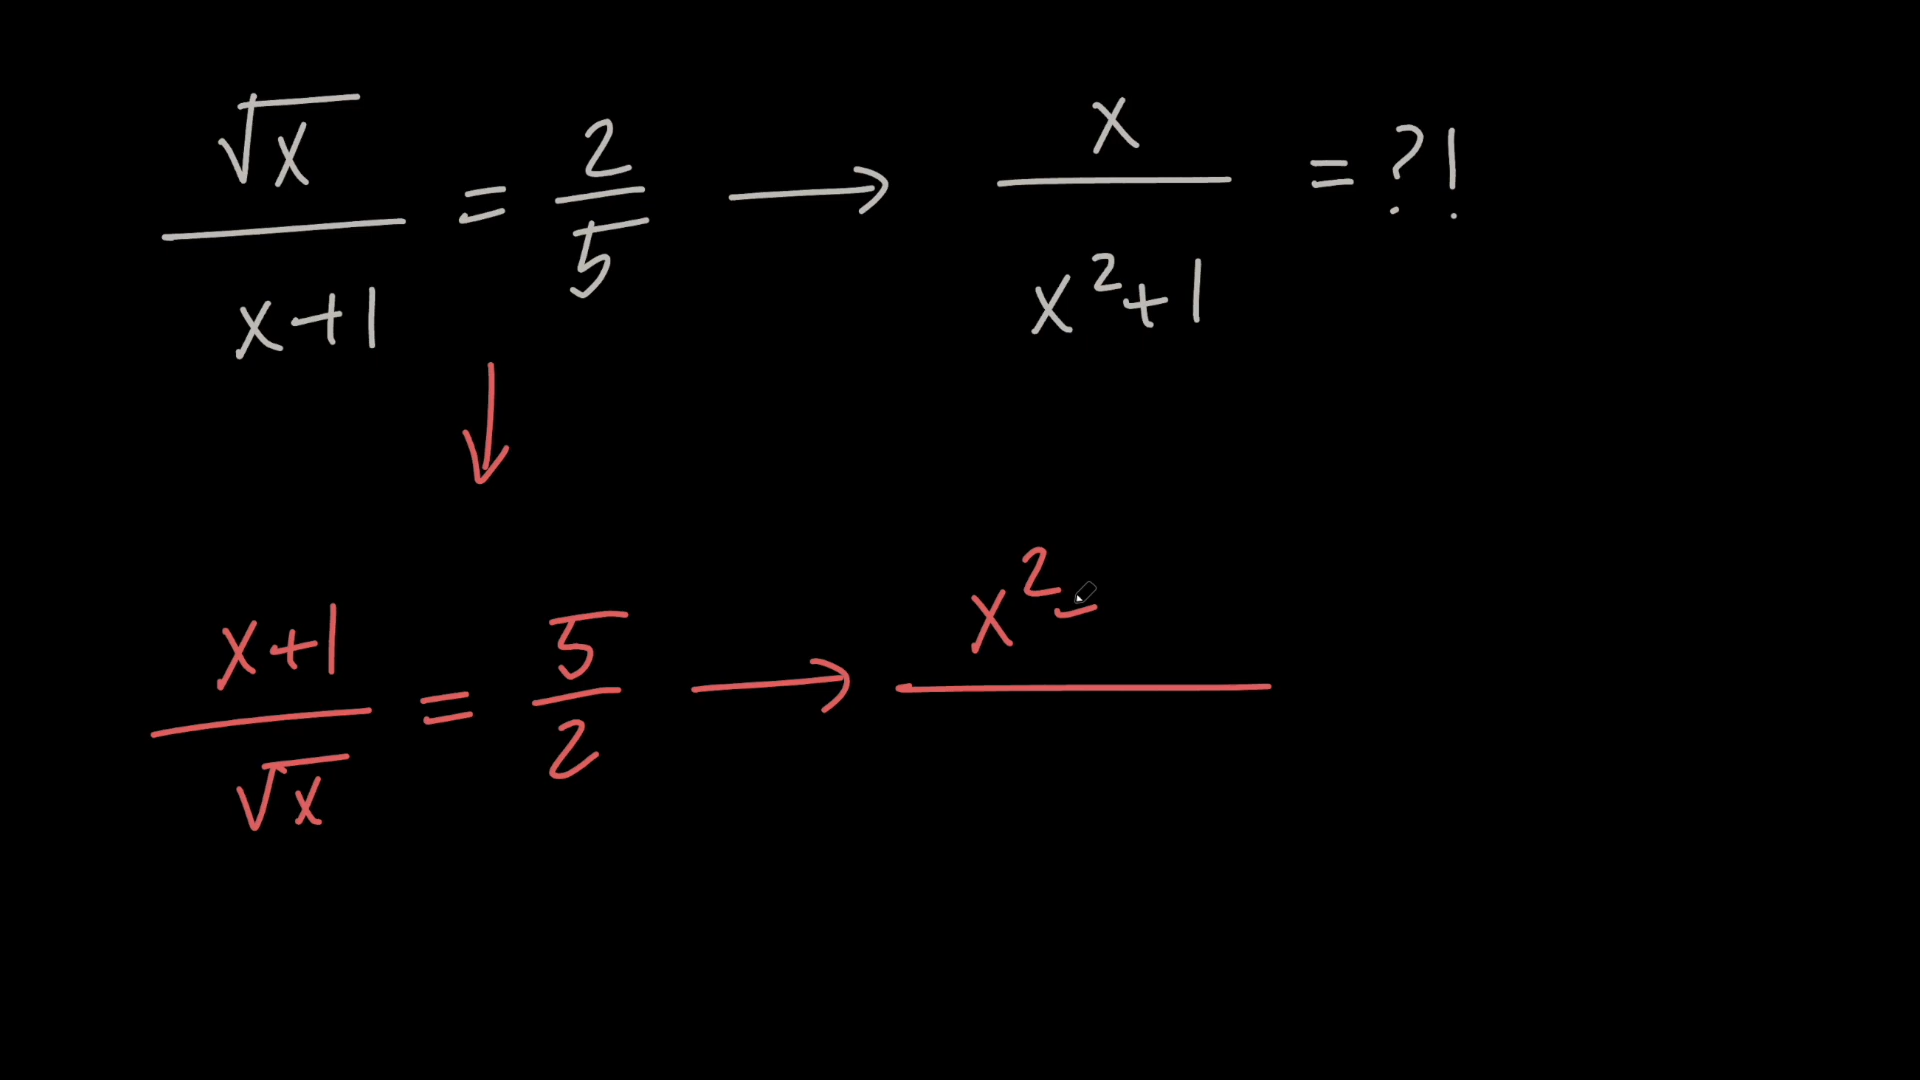 √x / x+1 = 2/5 → x / x²+1 = ?!
↓
x+1 / √x = 5/2 → x²-